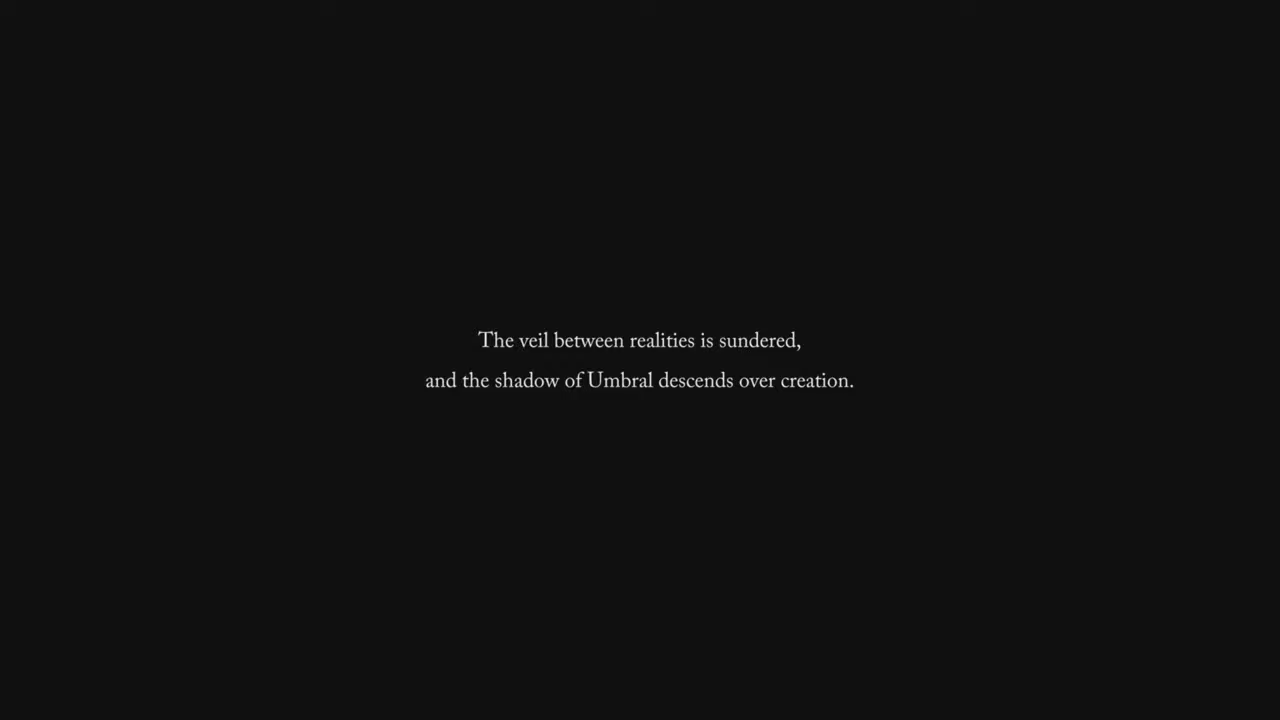 The veil between realities is sundered,
and the shadow of Umbral descends over creation.